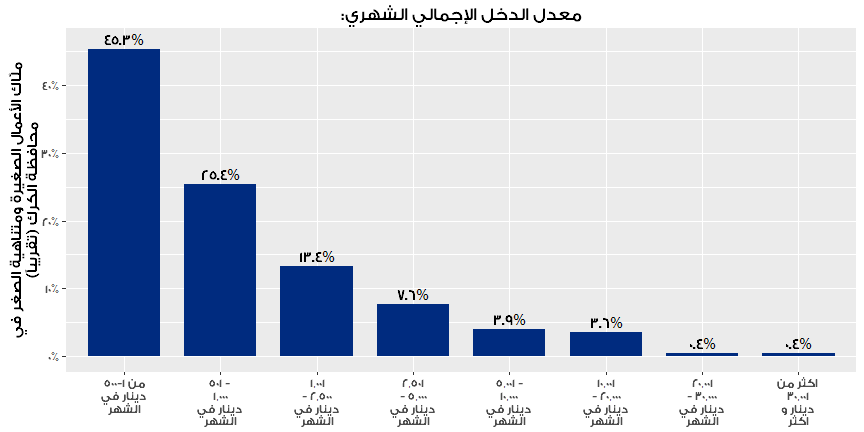 معدل الدخل الإجمالي الشهري:
ملّاك الأعمال الصغيرة ومتناهية الصغر في
محافظة الكرك (تقريباً)
٤٠%
٣٠%
٢٠%
١٠%
٠%
٤٥.٣%
٢٥.٤%
١٣.٤%
٧.٦%
٣.٩%
٣.٦%
٠.٤%
٠.٤%
من ١-٥٠٠
دينار في
الشهر
٥٠١ -
١,٠٠٠
دينار في
الشهر
١,٠٠١
- ٢,٥٠٠
دينار في
الشهر
٢,٥٠١
- ٥,٠٠٠
دينار في
الشهر
٥,٠٠١ -
١٠,٠٠٠
دينار في
الشهر
١٠,٠٠١
- ٢٠,٠٠٠
دينار في
الشهر
٢٠,٠٠١
- ٣٠,٠٠٠
دينار في
الشهر
اكثر من
٣٠,٠٠١
دينار و
اكثر